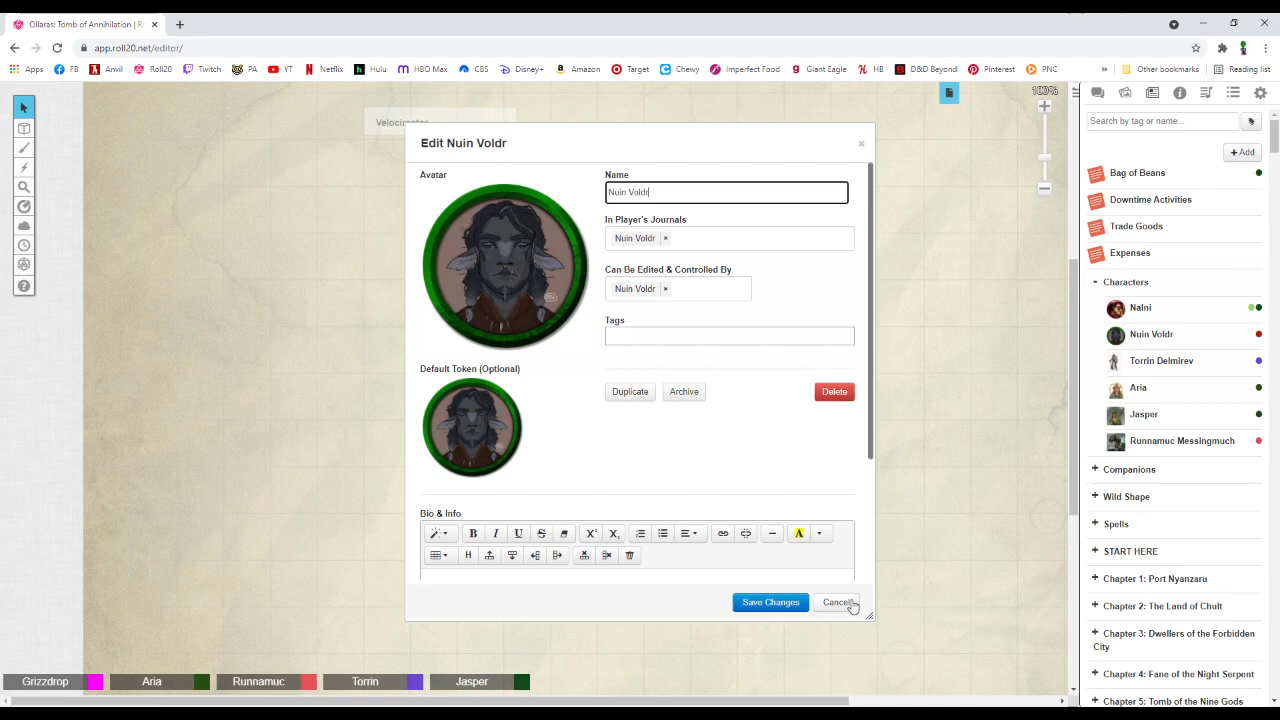 Ollaras: Tomb of Annihilation | R
app.roll20.net/editor/
Apps FB Anvil Roll20 Twitch PA YT Netflix Hulu HBO Max CBS Disney+ Amazon Target Chewy Imperfect Food Giant Eagle HB D&D Beyond Pinterest PNC » Other bookmarks Reading list
100%
Search by tag or name...
+ Add
Bag of Beans
Downtime Activities
Trade Goods
Expenses
Characters
Nalni
Nuin Voldr
Torrin Delmirev
Aria
Jasper
Runnamuc Messingmuch
Companions
Wild Shape
Spells
START HERE
Chapter 1: Port Nyanzaru
Chapter 2: The Land of Chult
Chapter 3: Dwellers of the Forbidden
City
Chapter 4: Fane of the Night Serpent
Chapter 5: Tomb of the Nine Gods
Edit Nuin Voldr ×
Avatar
Name
Nuin Voldr
In Player's Journals
Nuin Voldr ×
Can Be Edited & Controlled By
Nuin Voldr ×
Tags
Default Token (Optional)
Duplicate Archive Delete
Bio & Info
B I U S X² X, A
H
Save Changes Cancel
Grizzdrop Aria Runnamuc Torrin Jasper